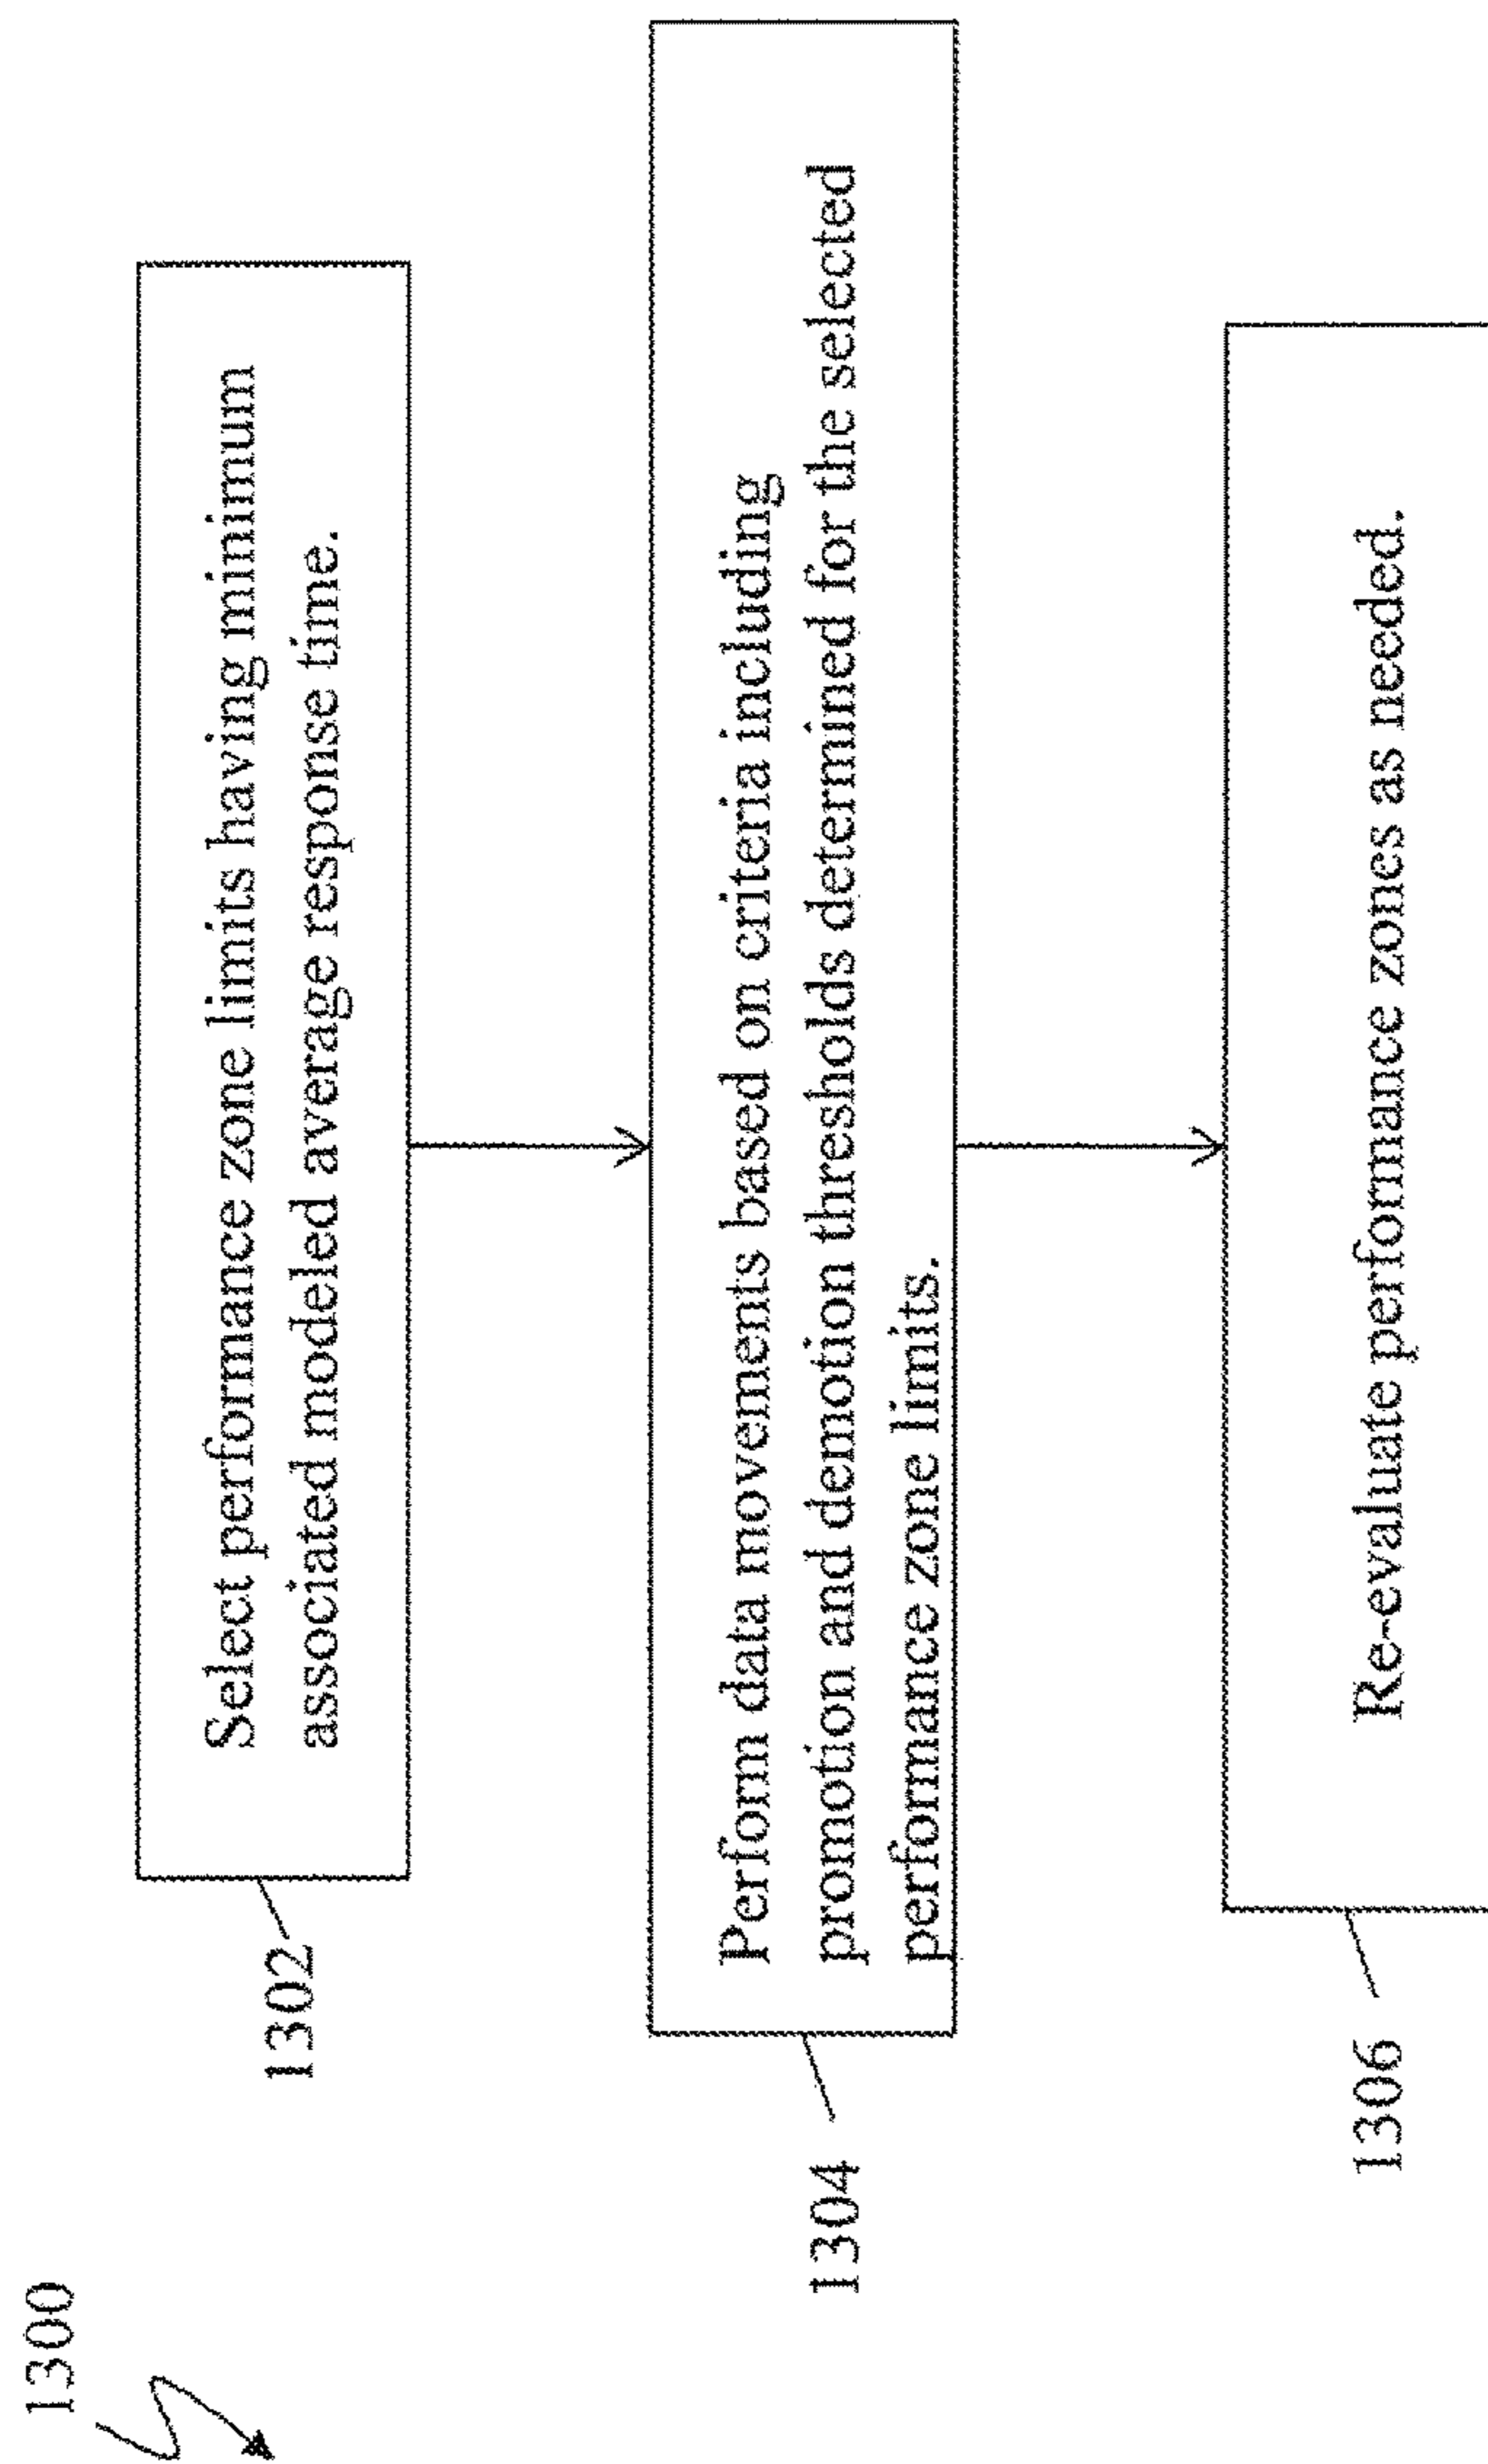 1300
1302
Select performance zone limits having minimum
associated modeled average response time.
1304
Perform data movements based on criteria including
promotion and demotion thresholds determined for the selected
performance zone limits.
1306
Re-evaluate performance zones as needed.